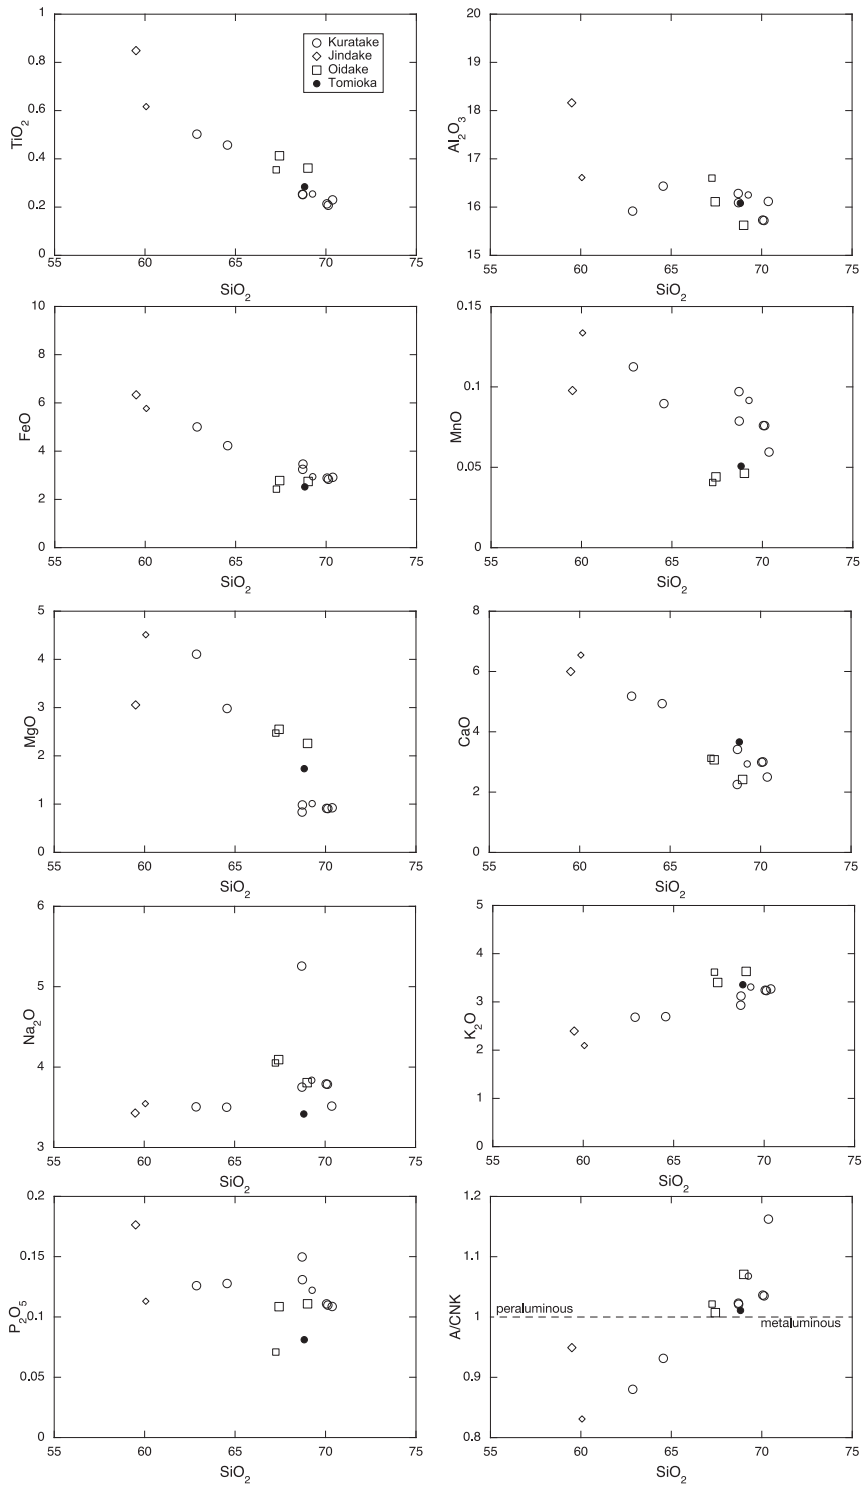 1
0.8
0.6
0.4
0.2
0
TiO2
55 60 65 70 75
SiO2
Kuratake
Jindake
Oidake
Tomioka
20
19
18
17
16
15
Al2O3
55 60 65 70 75
SiO2
10
8
6
4
2
0
FeO
55 60 65 70 75
SiO2
0.15
0.1
0.05
0
MnO
55 60 65 70 75
SiO2
5
4
3
2
1
0
MgO
55 60 65 70 75
SiO2
8
6
4
2
0
CaO
55 60 65 70 75
SiO2
6
5
4
3
Na2O
55 60 65 70 75
SiO2
5
4
3
2
1
0
K2O
55 60 65 70 75
SiO2
0.2
0.15
0.1
0.05
0
P2O5
55 60 65 70 75
SiO2
1.2
1.1
1
0.9
0.8
A/CNK
peraluminous
metaluminous
55 60 65 70 75
SiO2